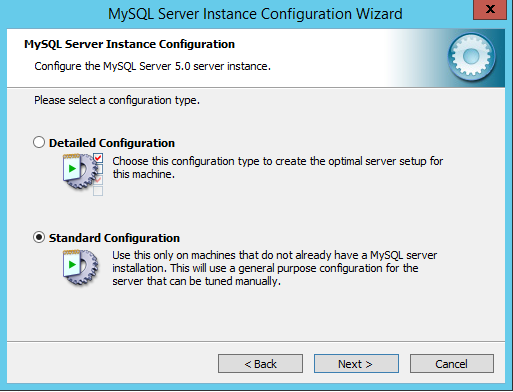 MySQL Server Instance Configuration Wizard
x
MySQL Server Instance Configuration
Configure the MySQL Server 5.0 server instance.
Please select a configuration type.
Detailed Configuration
Choose this configuration type to create the optimal server setup for
this machine.
Standard Configuration
Use this only on machines that do not already have a MySQL server
installation. This will use a general purpose configuration for the
server that can be tuned manually.
< Back
Next >
Cancel